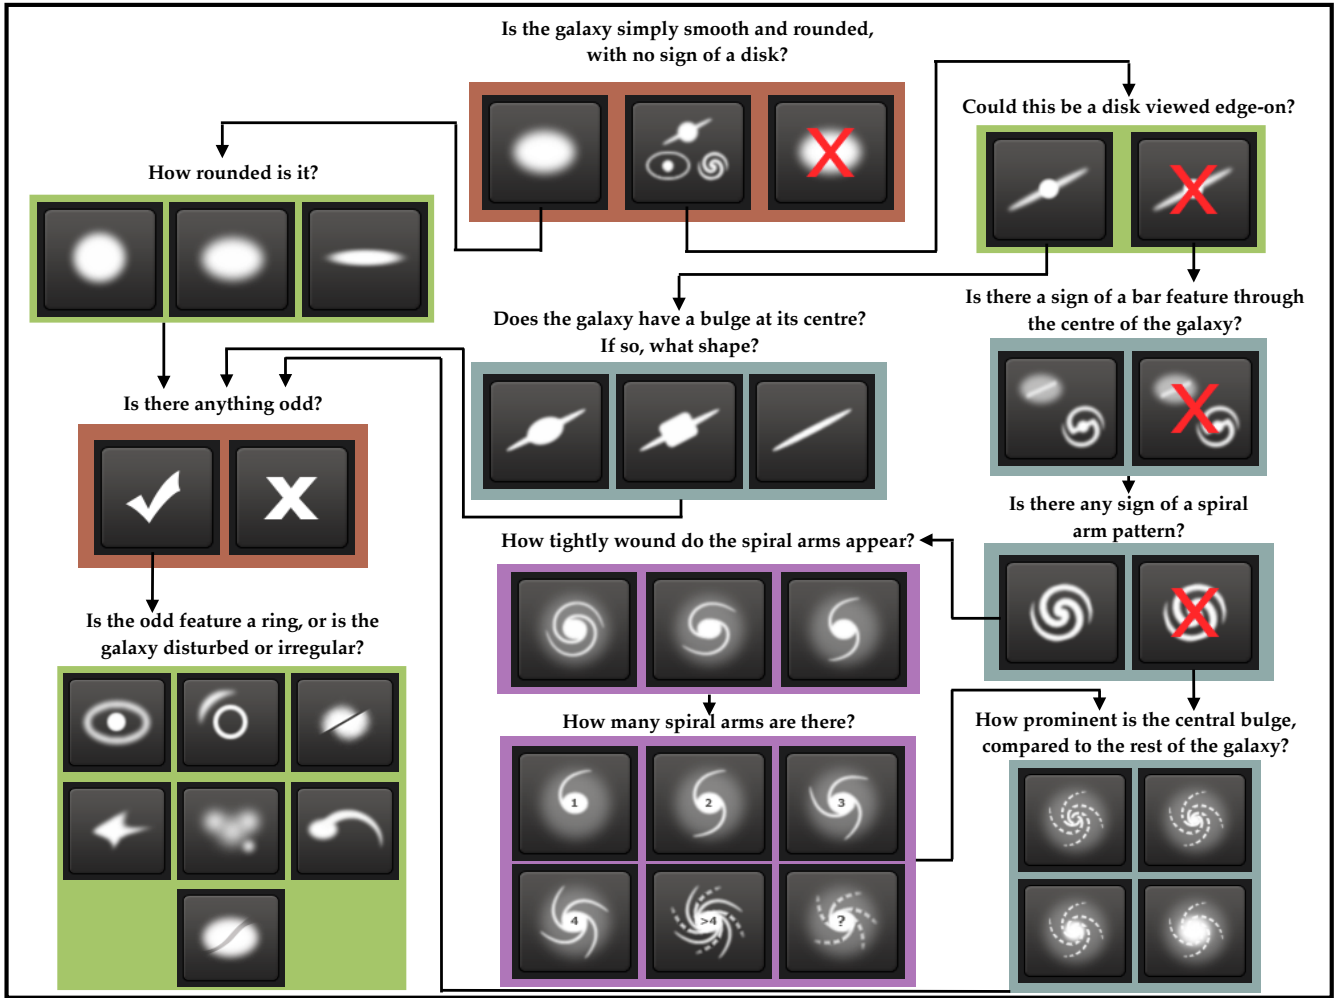 Is the galaxy simply smooth and rounded,
with no sign of a disk?
Could this be a disk viewed edge-on?
How rounded is it?
Is there a sign of a bar feature through
the centre of the galaxy?
Does the galaxy have a bulge at its centre?
If so, what shape?
Is there anything odd?
Is there any sign of a spiral
arm pattern?
How tightly wound do the spiral arms appear?
Is the odd feature a ring, or is the
galaxy disturbed or irregular?
How many spiral arms are there?
How prominent is the central bulge,
compared to the rest of the galaxy?
1
2
3
4
>4
?